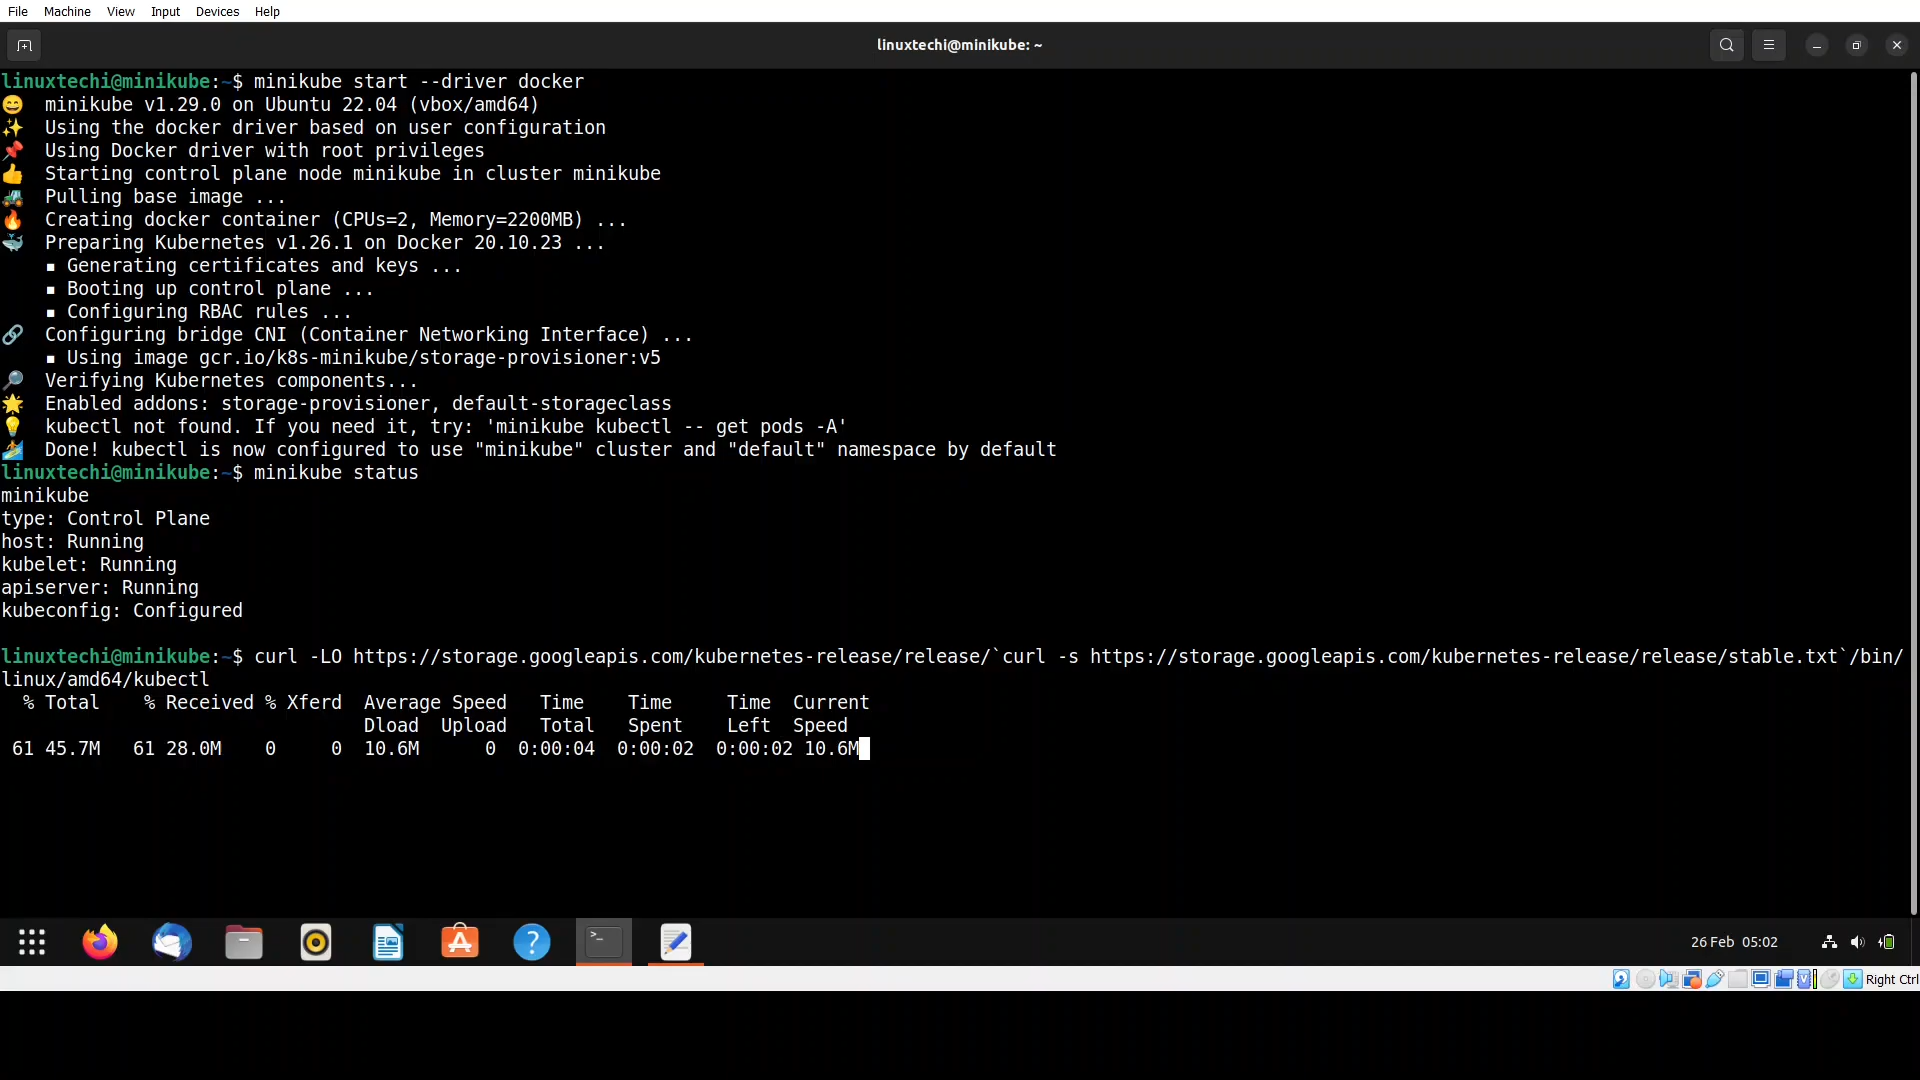 File Machine View Input Devices Help
linuxtechi@minikube: ~
linuxtechi@minikube:~$ minikube start --driver docker
minikube v1.29.0 on Ubuntu 22.04 (vbox/amd64)
Using the docker driver based on user configuration
Using Docker driver with root privileges
Starting control plane node minikube in cluster minikube
Pulling base image ...
Creating docker container (CPUs=2, Memory=2200MB) ...
Preparing Kubernetes v1.26.1 on Docker 20.10.23 ...
▪ Generating certificates and keys ...
▪ Booting up control plane ...
▪ Configuring RBAC rules ...
Configuring bridge CNI (Container Networking Interface) ...
▪ Using image gcr.io/k8s-minikube/storage-provisioner:v5
Verifying Kubernetes components...
Enabled addons: storage-provisioner, default-storageclass
kubectl not found. If you need it, try: 'minikube kubectl -- get pods -A'
Done! kubectl is now configured to use "minikube" cluster and "default" namespace by default
linuxtechi@minikube:~$ minikube status
minikube
type: Control Plane
host: Running
kubelet: Running
apiserver: Running
kubeconfig: Configured
linuxtechi@minikube:~$ curl -LO https://storage.googleapis.com/kubernetes-release/release/`curl -s https://storage.googleapis.com/kubernetes-release/release/stable.txt`/bin/
linux/amd64/kubectl
% Total % Received % Xferd Average Speed Time Time Time Current
Dload Upload Total Spent Left Speed
61 45.7M 61 28.0M 0 0 10.6M 0 0:00:04 0:00:02 0:00:02 10.6M
26 Feb 05:02
Right Ctrl